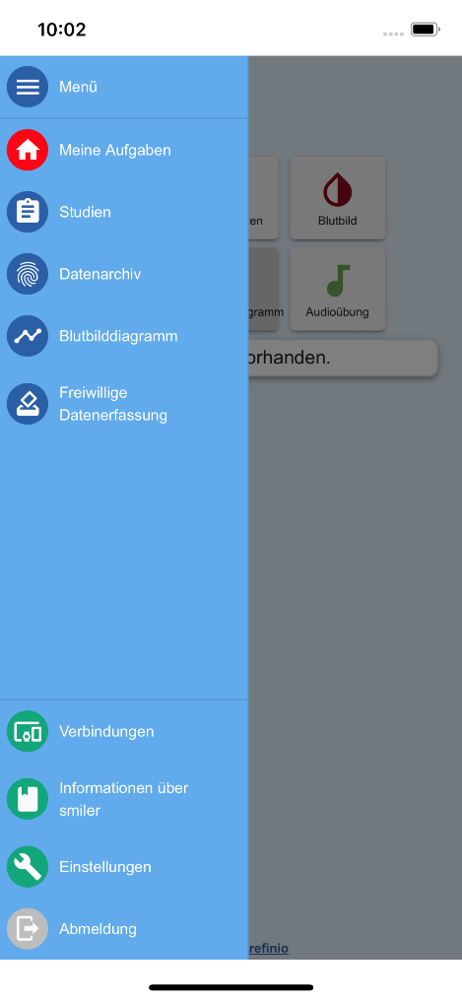 10:02
Menü
Meine Aufgaben
Studien
Datenarchiv
Blutbilddiagramm
Freiwillige
Datenerfassung
en
Blutbild
gramm
Audioübung
orhanden.
Verbindungen
Informationen über
smiler
Einstellungen
Abmeldung
refinio